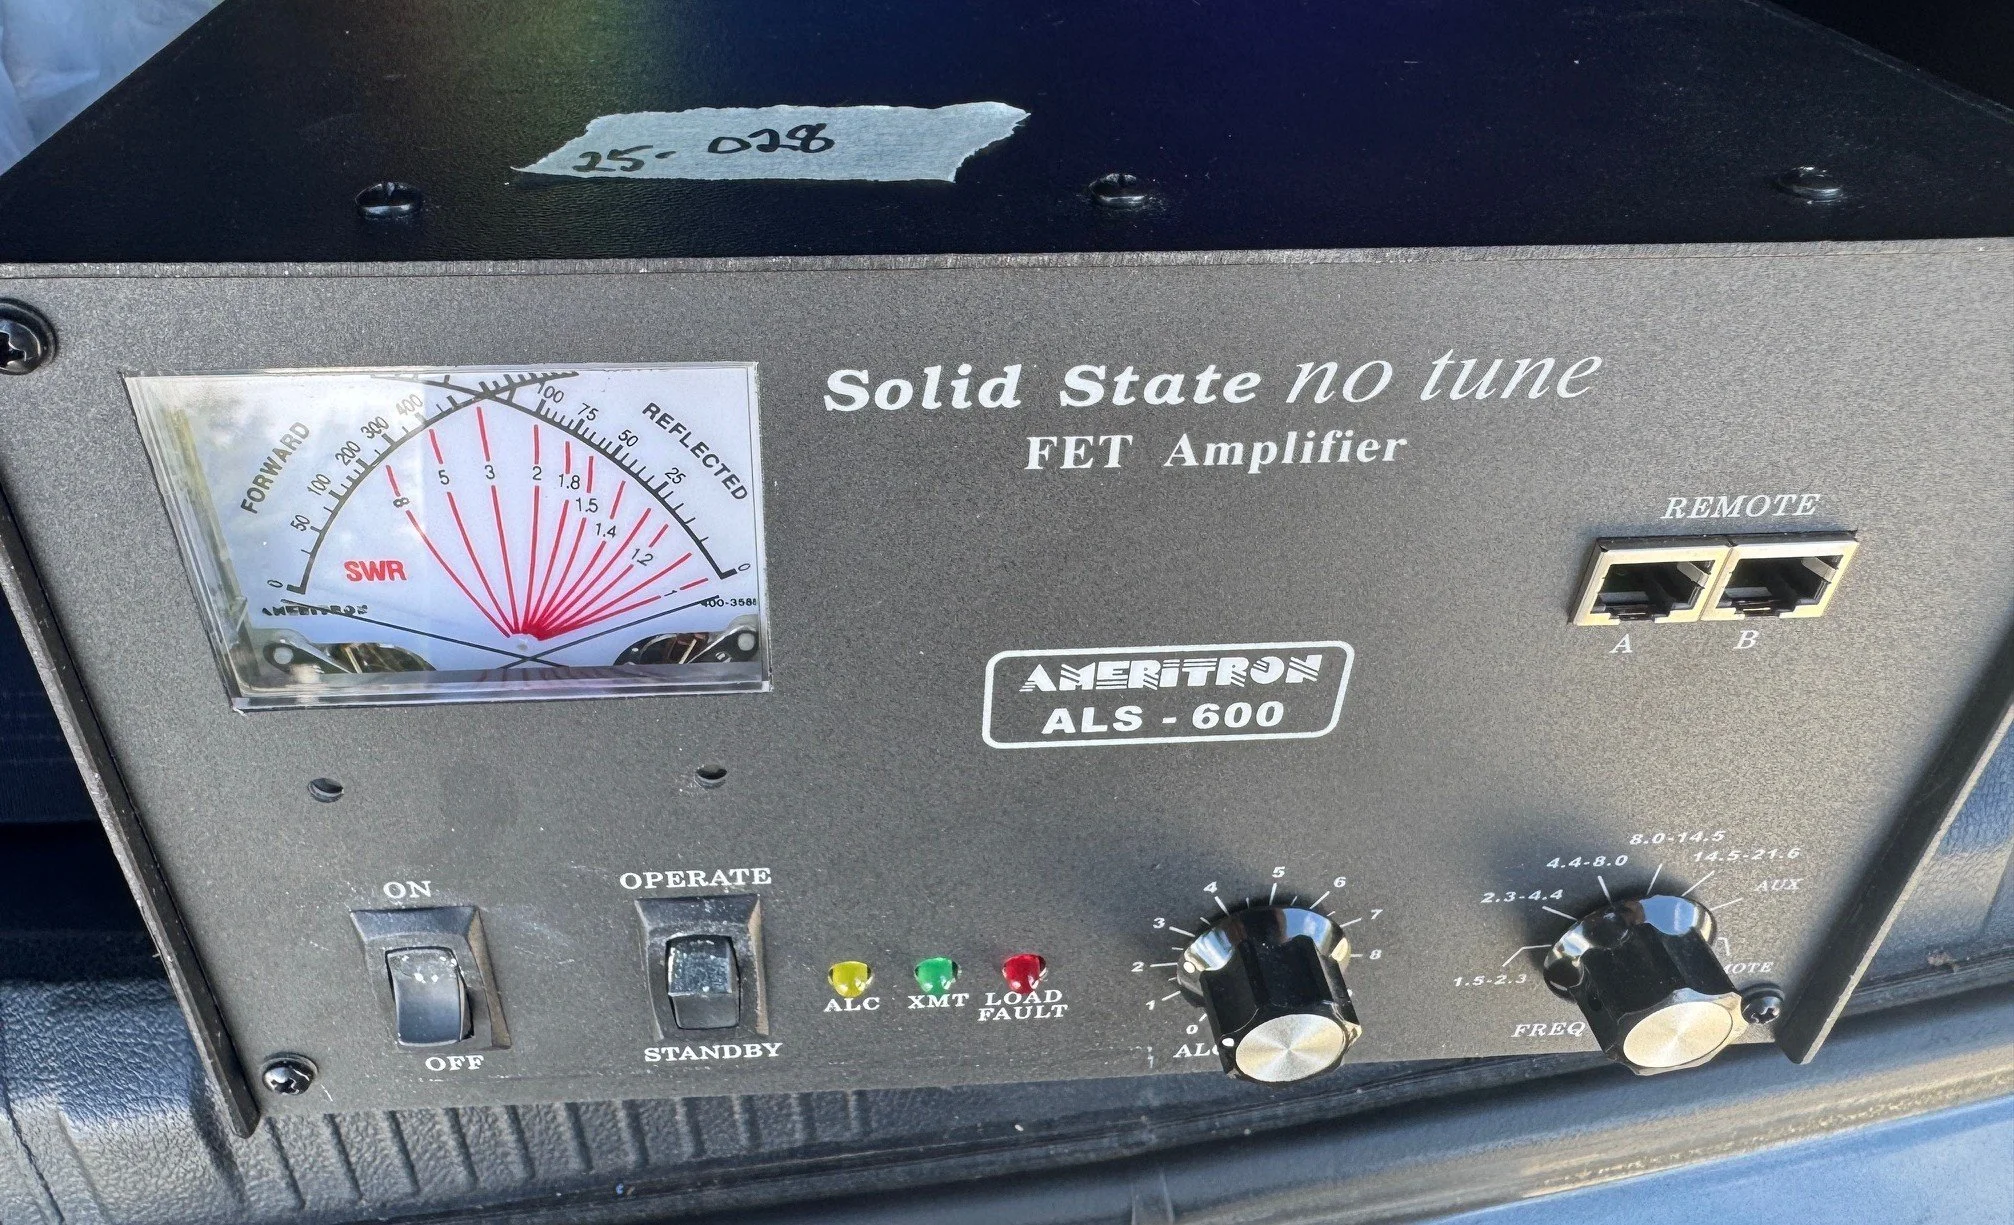 25-028
Solid State no tune
FET Amplifier
FORWARD
REFLECTED
0 50 100 200 300 400
100 75 50 25 0
8 5 3 2 1.8 1.5 1.4 1.2 1
SWR
AMERITRON
REMOTE
A B
AMERITRON
ALS - 600
ON
OFF
OPERATE
STANDBY
ALC
XMT
LOAD
FAULT
0 1 2 3 4 5 6 7 8
1.5-2.3
2.3-4.4
4.4-8.0
8.0-14.5
14.5-21.6
AUX
FREQ